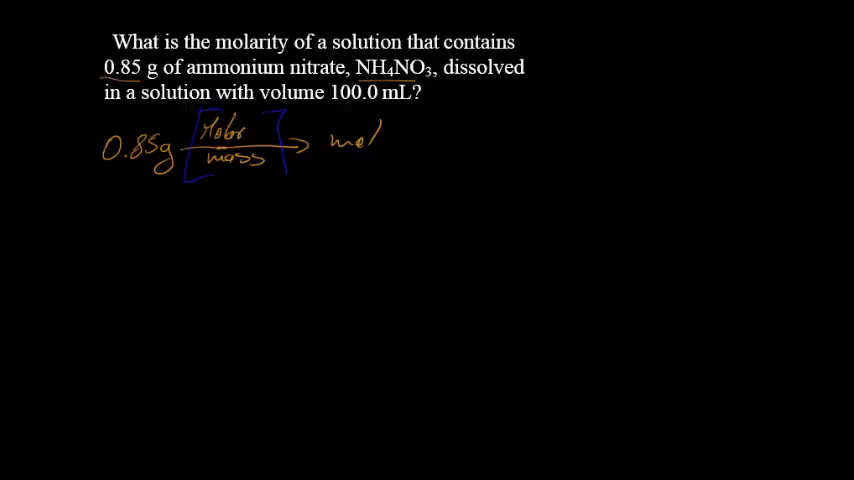 What is the molarity of a solution that contains
0.85 g of ammonium nitrate, NH₄NO₃, dissolved
in a solution with volume 100.0 mL?
0.85g Molar mass → mol